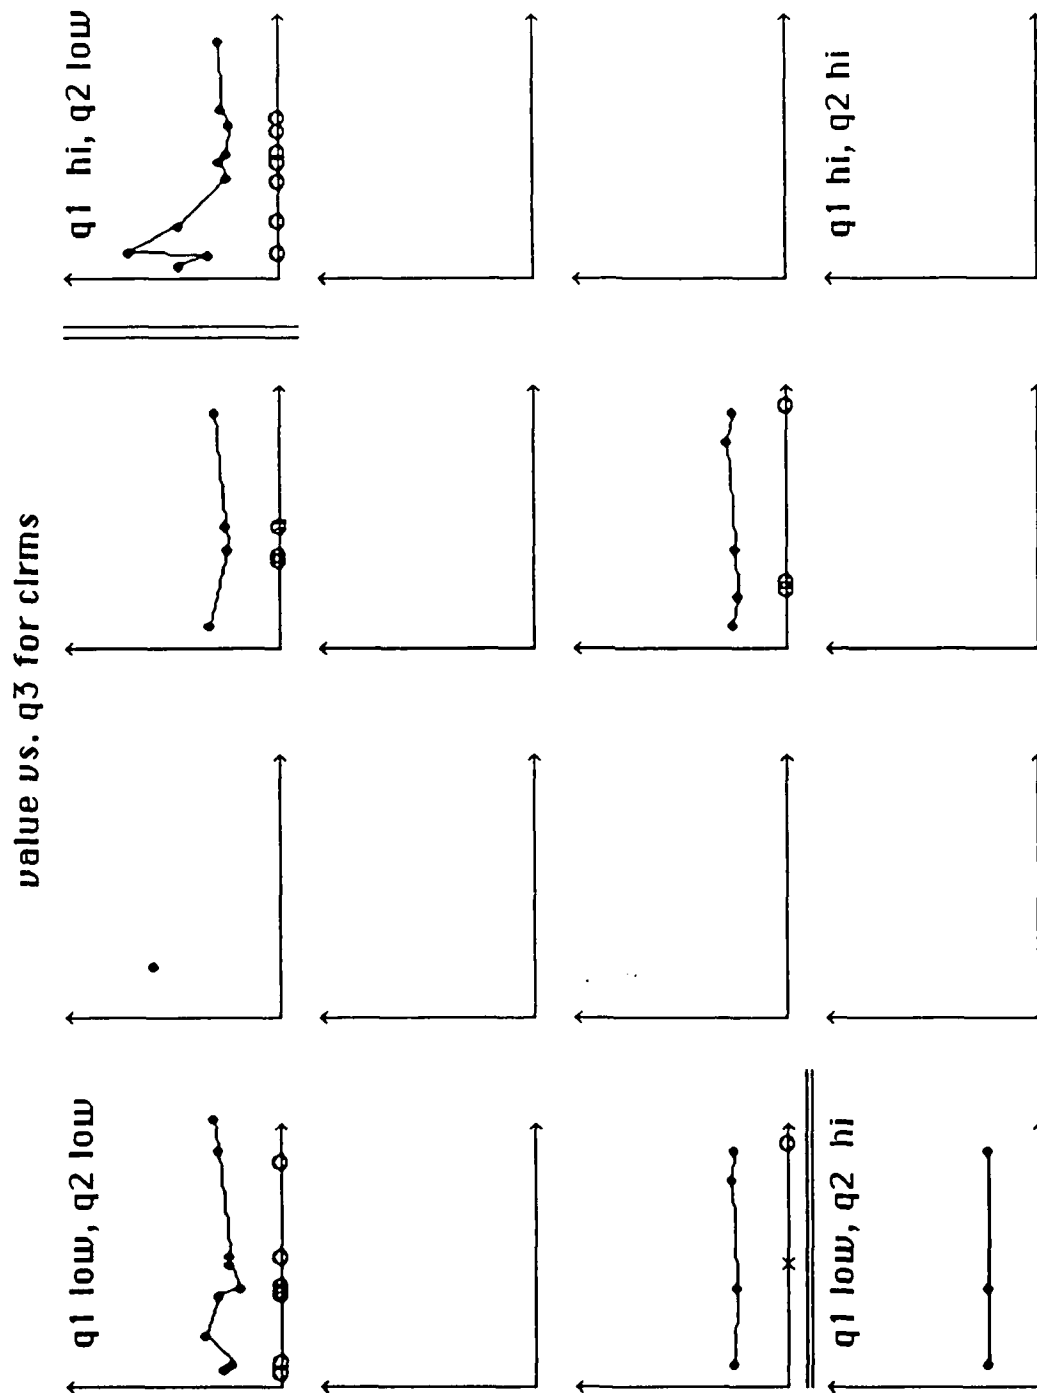 value vs. q3 for clrms
q1 low, q2 low
q1 hi, q2 low
q1 low, q2 hi
q1 hi, q2 hi